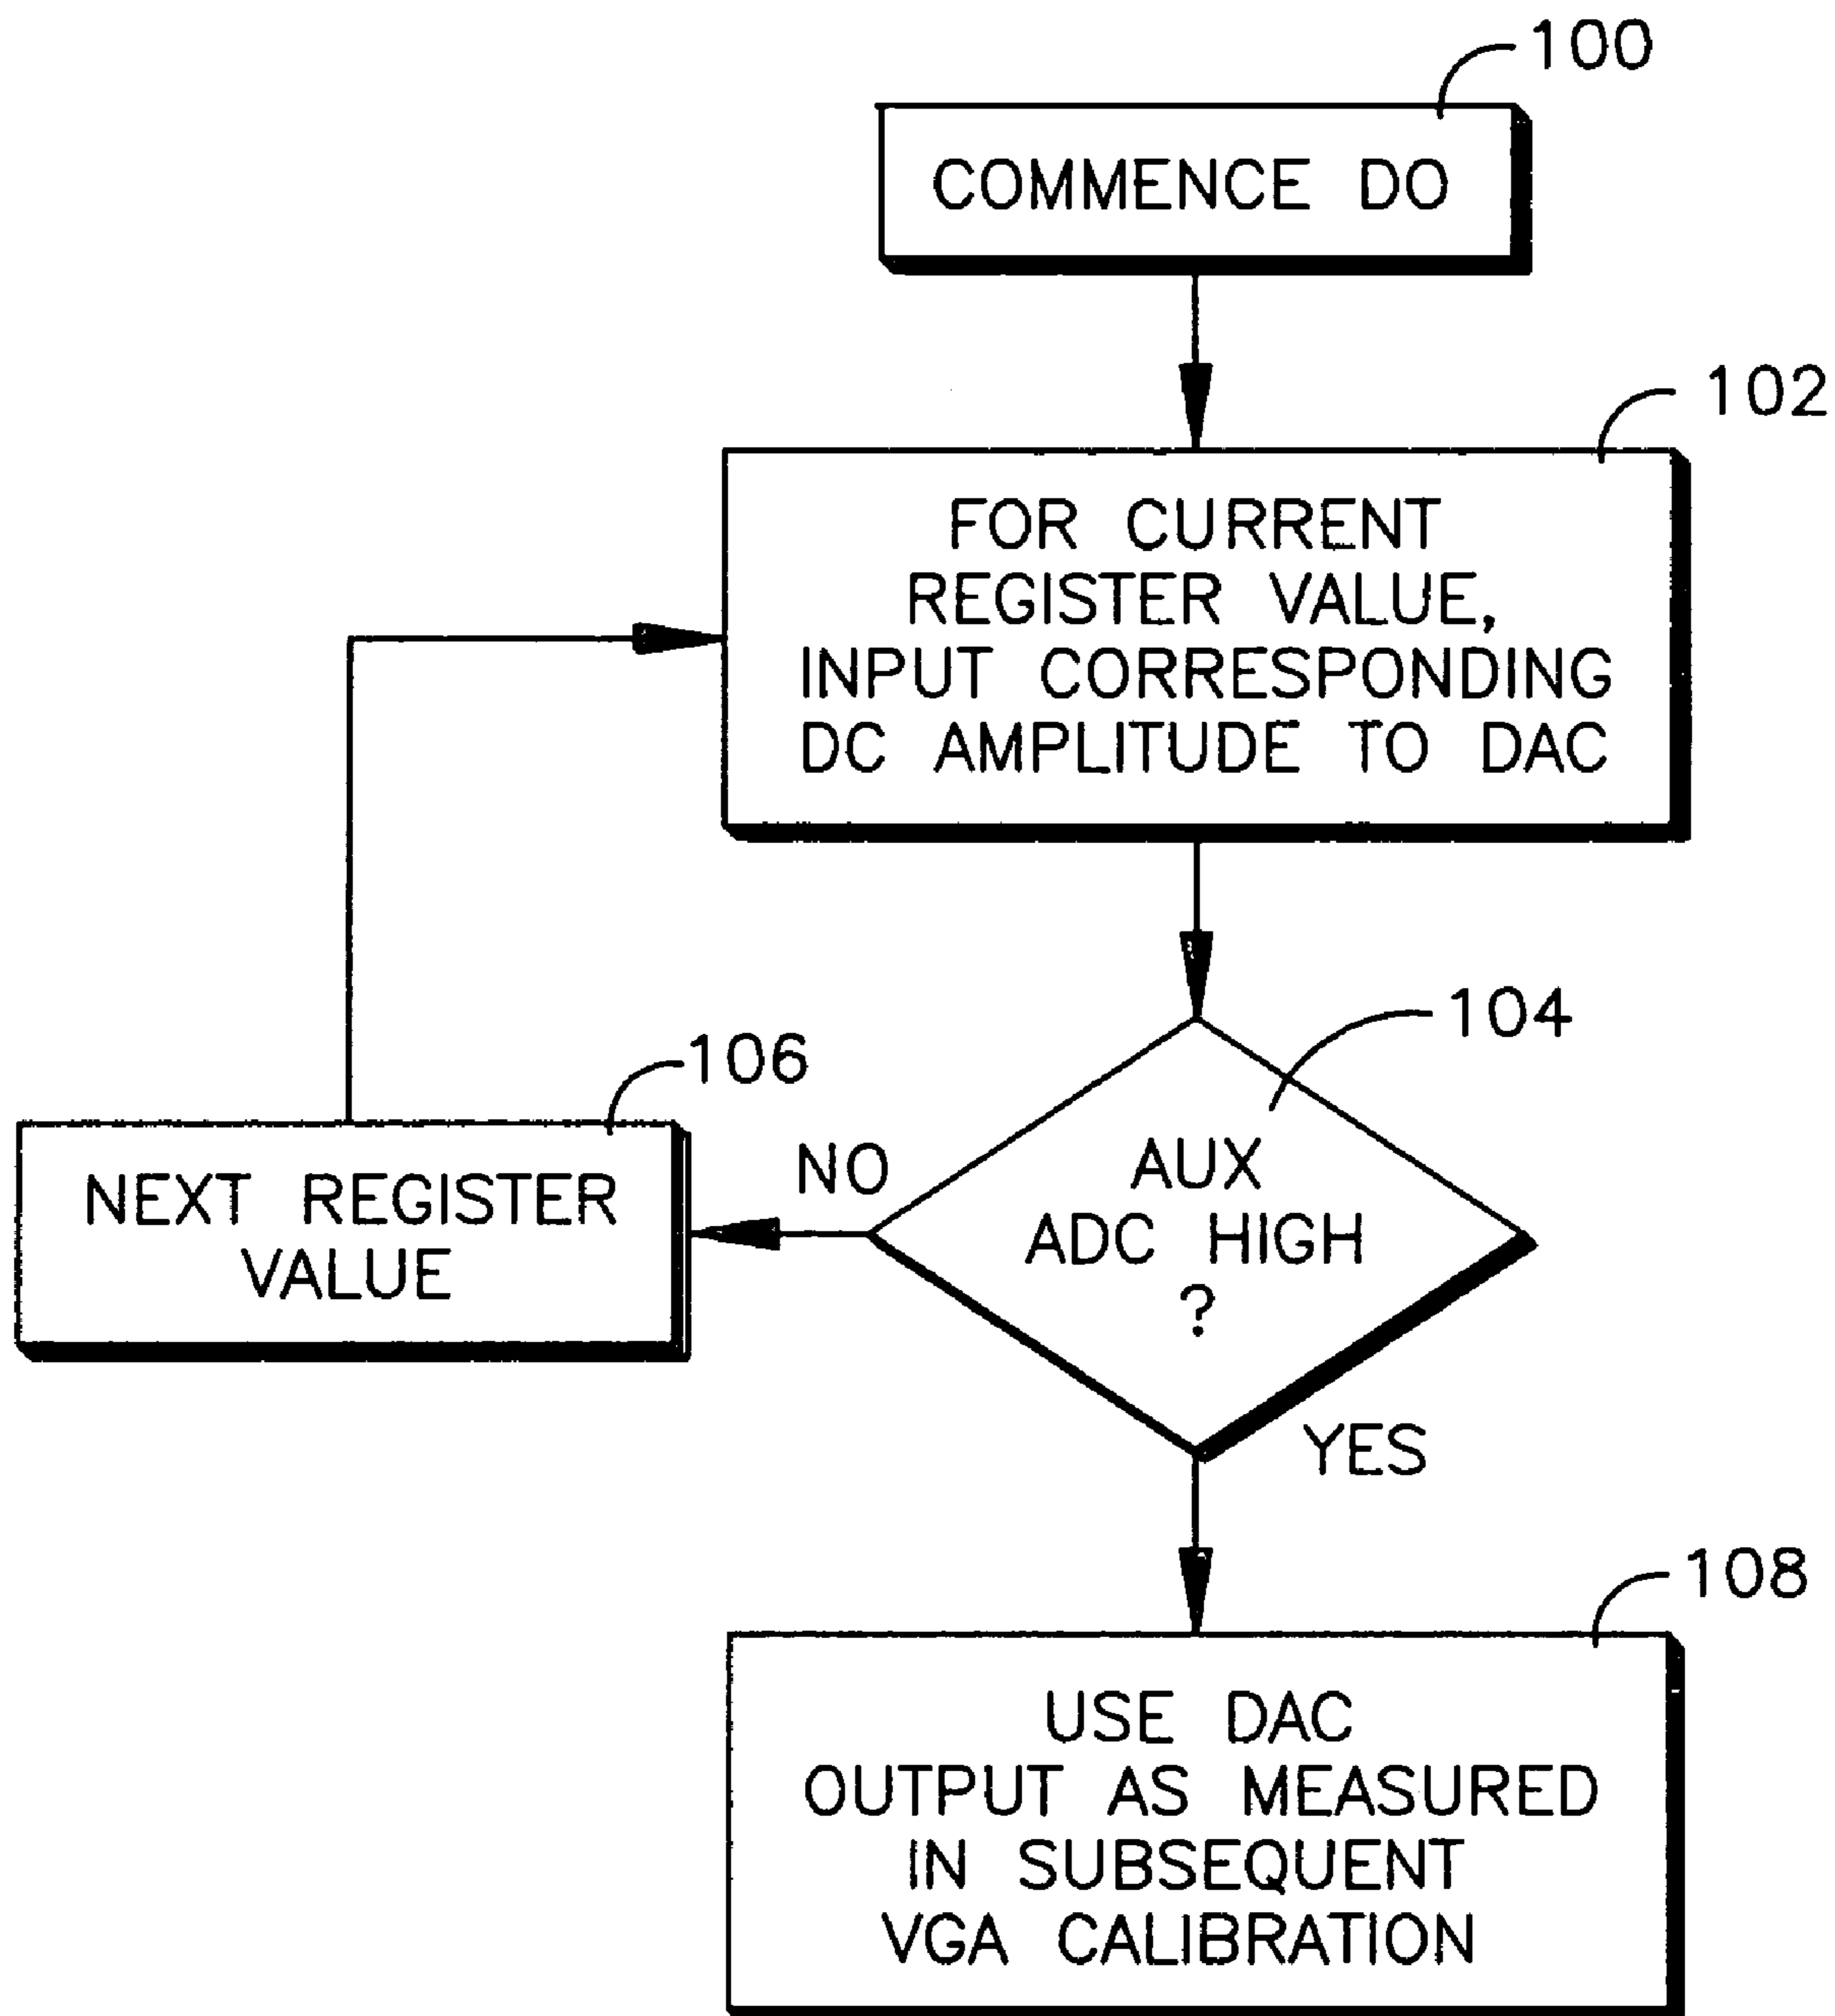 100
COMMENCE DO
102
FOR CURRENT
REGISTER VALUE,
INPUT CORRESPONDING
DC AMPLITUDE TO DAC
104
106
NO
AUX
ADC HIGH
?
NEXT REGISTER
VALUE
YES
108
USE DAC
OUTPUT AS MEASURED
IN SUBSEQUENT
VGA CALIBRATION